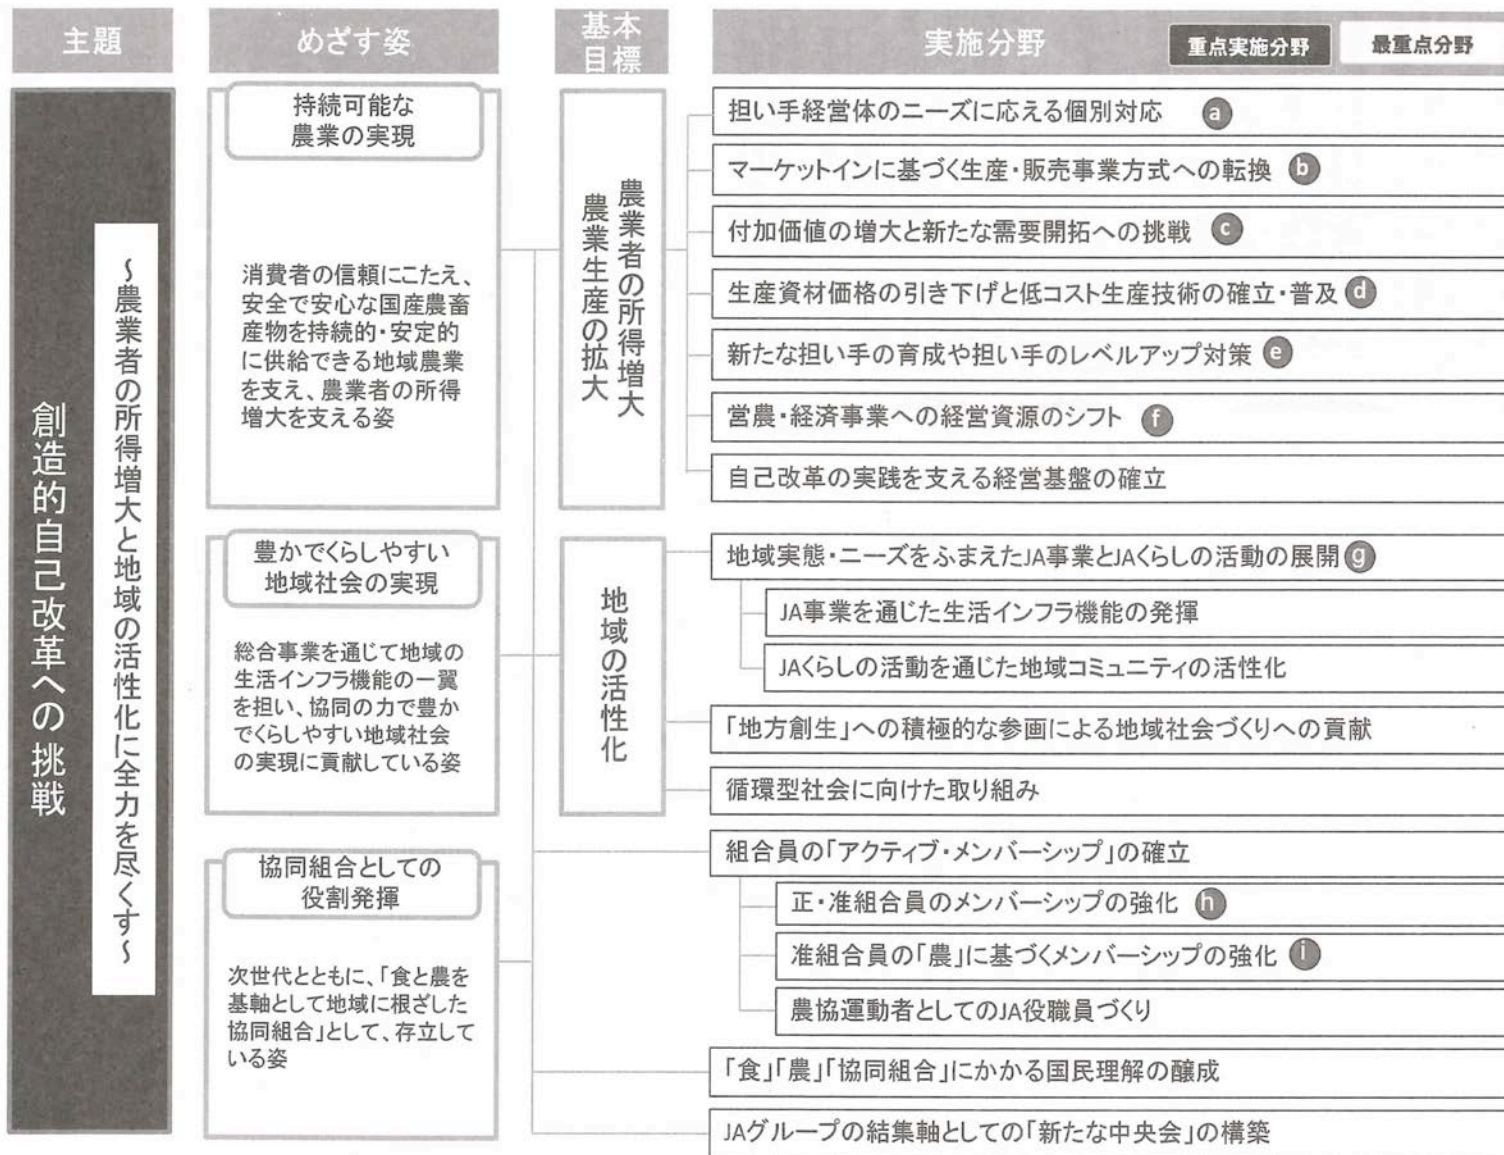 主題
めざす姿
基本
目標
実施分野
重点実施分野
最重点分野
創造的自己改革への挑戦
～農業者の所得増大と地域の活性化に全力を尽くす～
持続可能な
農業の実現
消費者の信頼にこたえ、
安全で安心な国産農畜
産物を持続的・安定的
に供給できる地域農業
を支え、農業者の所得
増大を支える姿
豊かでくらしやすい
地域社会の実現
総合事業を通じて地域の
生活インフラ機能の一翼
を担い、協同の力で豊か
でくらしやすい地域社会
の実現に貢献している姿
協同組合としての
役割発揮
次世代とともに、「食と農を
基軸として地域に根ざした
協同組合」として、存立して
いる姿
農業者の所得増大
農業生産の拡大
地域の活性化
担い手経営体のニーズに応える個別対応 a
マーケットインに基づく生産・販売事業方式への転換 b
付加価値の増大と新たな需要開拓への挑戦 c
生産資材価格の引き下げと低コスト生産技術の確立・普及 d
新たな担い手の育成や担い手のレベルアップ対策 e
営農・経済事業への経営資源のシフト f
自己改革の実践を支える経営基盤の確立
地域実態・ニーズをふまえたJA事業とJAくらしの活動の展開 g
JA事業を通じた生活インフラ機能の発揮
JAくらしの活動を通じた地域コミュニティの活性化
「地方創生」への積極的な参画による地域社会づくりへの貢献
循環型社会に向けた取り組み
組合員の「アクティブ・メンバーシップ」の確立
正・准組合員のメンバーシップの強化 h
准組合員の「農」に基づくメンバーシップの強化 i
農協運動者としてのJA役職員づくり
「食」「農」「協同組合」にかかる国民理解の醸成
JAグループの結集軸としての「新たな中央会」の構築